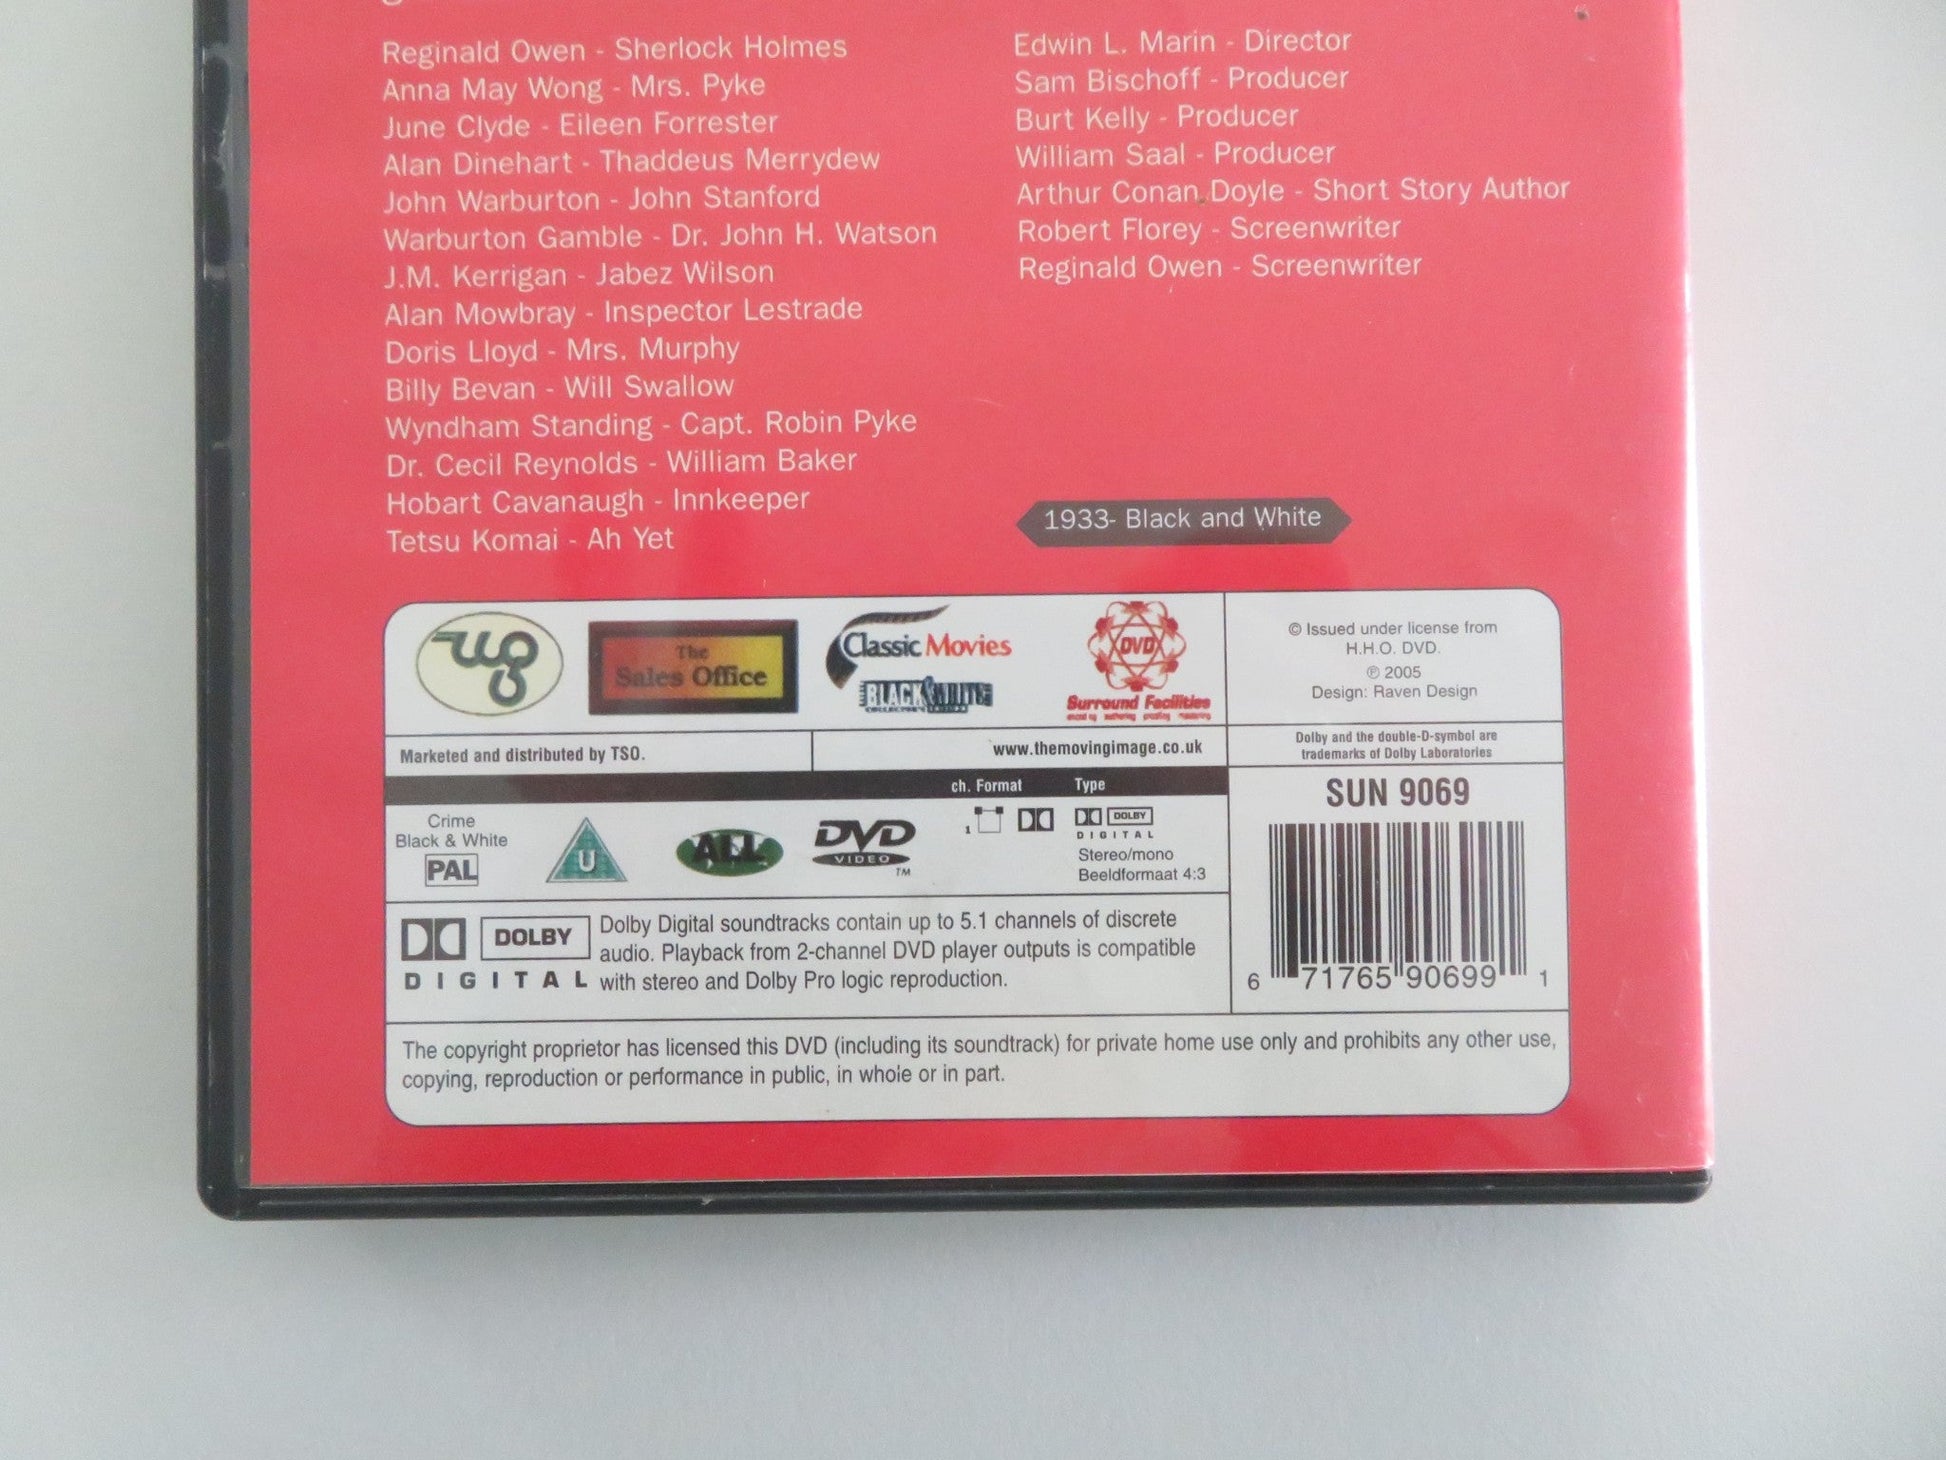 Reginald Owen - Sherlock Holmes
Anna May Wong - Mrs. Pyke
June Clyde - Eileen Forrester
Alan Dinehart - Thaddeus Merrydew
John Warburton - John Stanford
Warburton Gamble - Dr. John H. Watson
J.M. Kerrigan - Jabez Wilson
Alan Mowbray - Inspector Lestrade
Doris Lloyd - Mrs. Murphy
Billy Bevan - Will Swallow
Wyndham Standing - Capt. Robin Pyke
Dr. Cecil Reynolds - William Baker
Hobart Cavanaugh - Innkeeper
Tetsu Komai - Ah Yet
Edwin L. Marin - Director
Sam Bischoff - Producer
Burt Kelly - Producer
William Saal - Producer
Arthur Conan Doyle - Short Story Author
Robert Florey - Screenwriter
Reginald Owen - Screenwriter
1933- Black and White
The
Sales Office
Classic Movies
BLACK & WHITE
COLLECTOR'S EDITION
DVD
Surround Facilities
encoding authoring proofing mastering
© Issued under license from
H.H.O. DVD.
℗ 2005
Design: Raven Design
Marketed and distributed by TSO.
www.themovingimage.co.uk
Dolby and the double-D-symbol are
trademarks of Dolby Laboratories
ch. Format Type
Crime
Black & White
PAL
U
ALL
DVD
VIDEO
TM
1
DOLBY
DIGITAL
Stereo/mono
Beeldformaat 4:3
SUN 9069
6 71765 90699 1
DOLBY
DIGITAL
Dolby Digital soundtracks contain up to 5.1 channels of discrete
audio. Playback from 2-channel DVD player outputs is compatible
with stereo and Dolby Pro logic reproduction.
The copyright proprietor has licensed this DVD (including its soundtrack) for private home use only and prohibits any other use,
copying, reproduction or performance in public, in whole or in part.